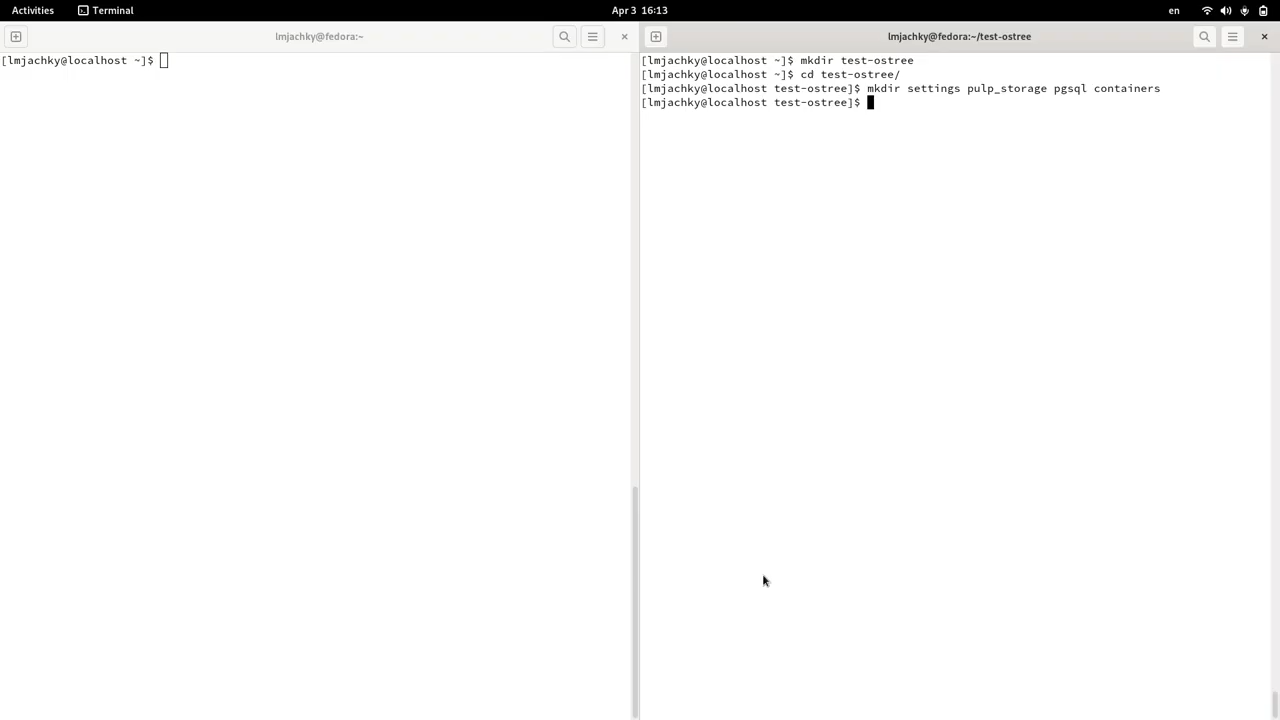 Activities
Terminal
Apr 3 16:13
en
lmjachky@fedora:~
[lmjachky@localhost ~]$
lmjachky@fedora:~/test-ostree
[lmjachky@localhost ~]$ mkdir test-ostree
[lmjachky@localhost ~]$ cd test-ostree/
[lmjachky@localhost test-ostree]$ mkdir settings pulp_storage pgsql containers
[lmjachky@localhost test-ostree]$